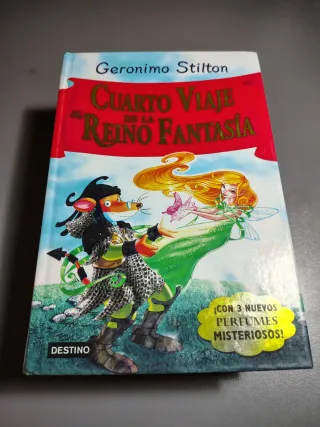 Geronimo Stilton
CUARTO VIAJE
AL REINO DE LA FANTASÍA
¡CON 3 NUEVOS
PERFUMES
MISTERIOSOS!
DESTINO